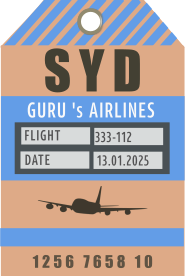 SYD
GURU 's AIRLINES
FLIGHT 333-112
DATE 13.01.2025
1256 7658 10